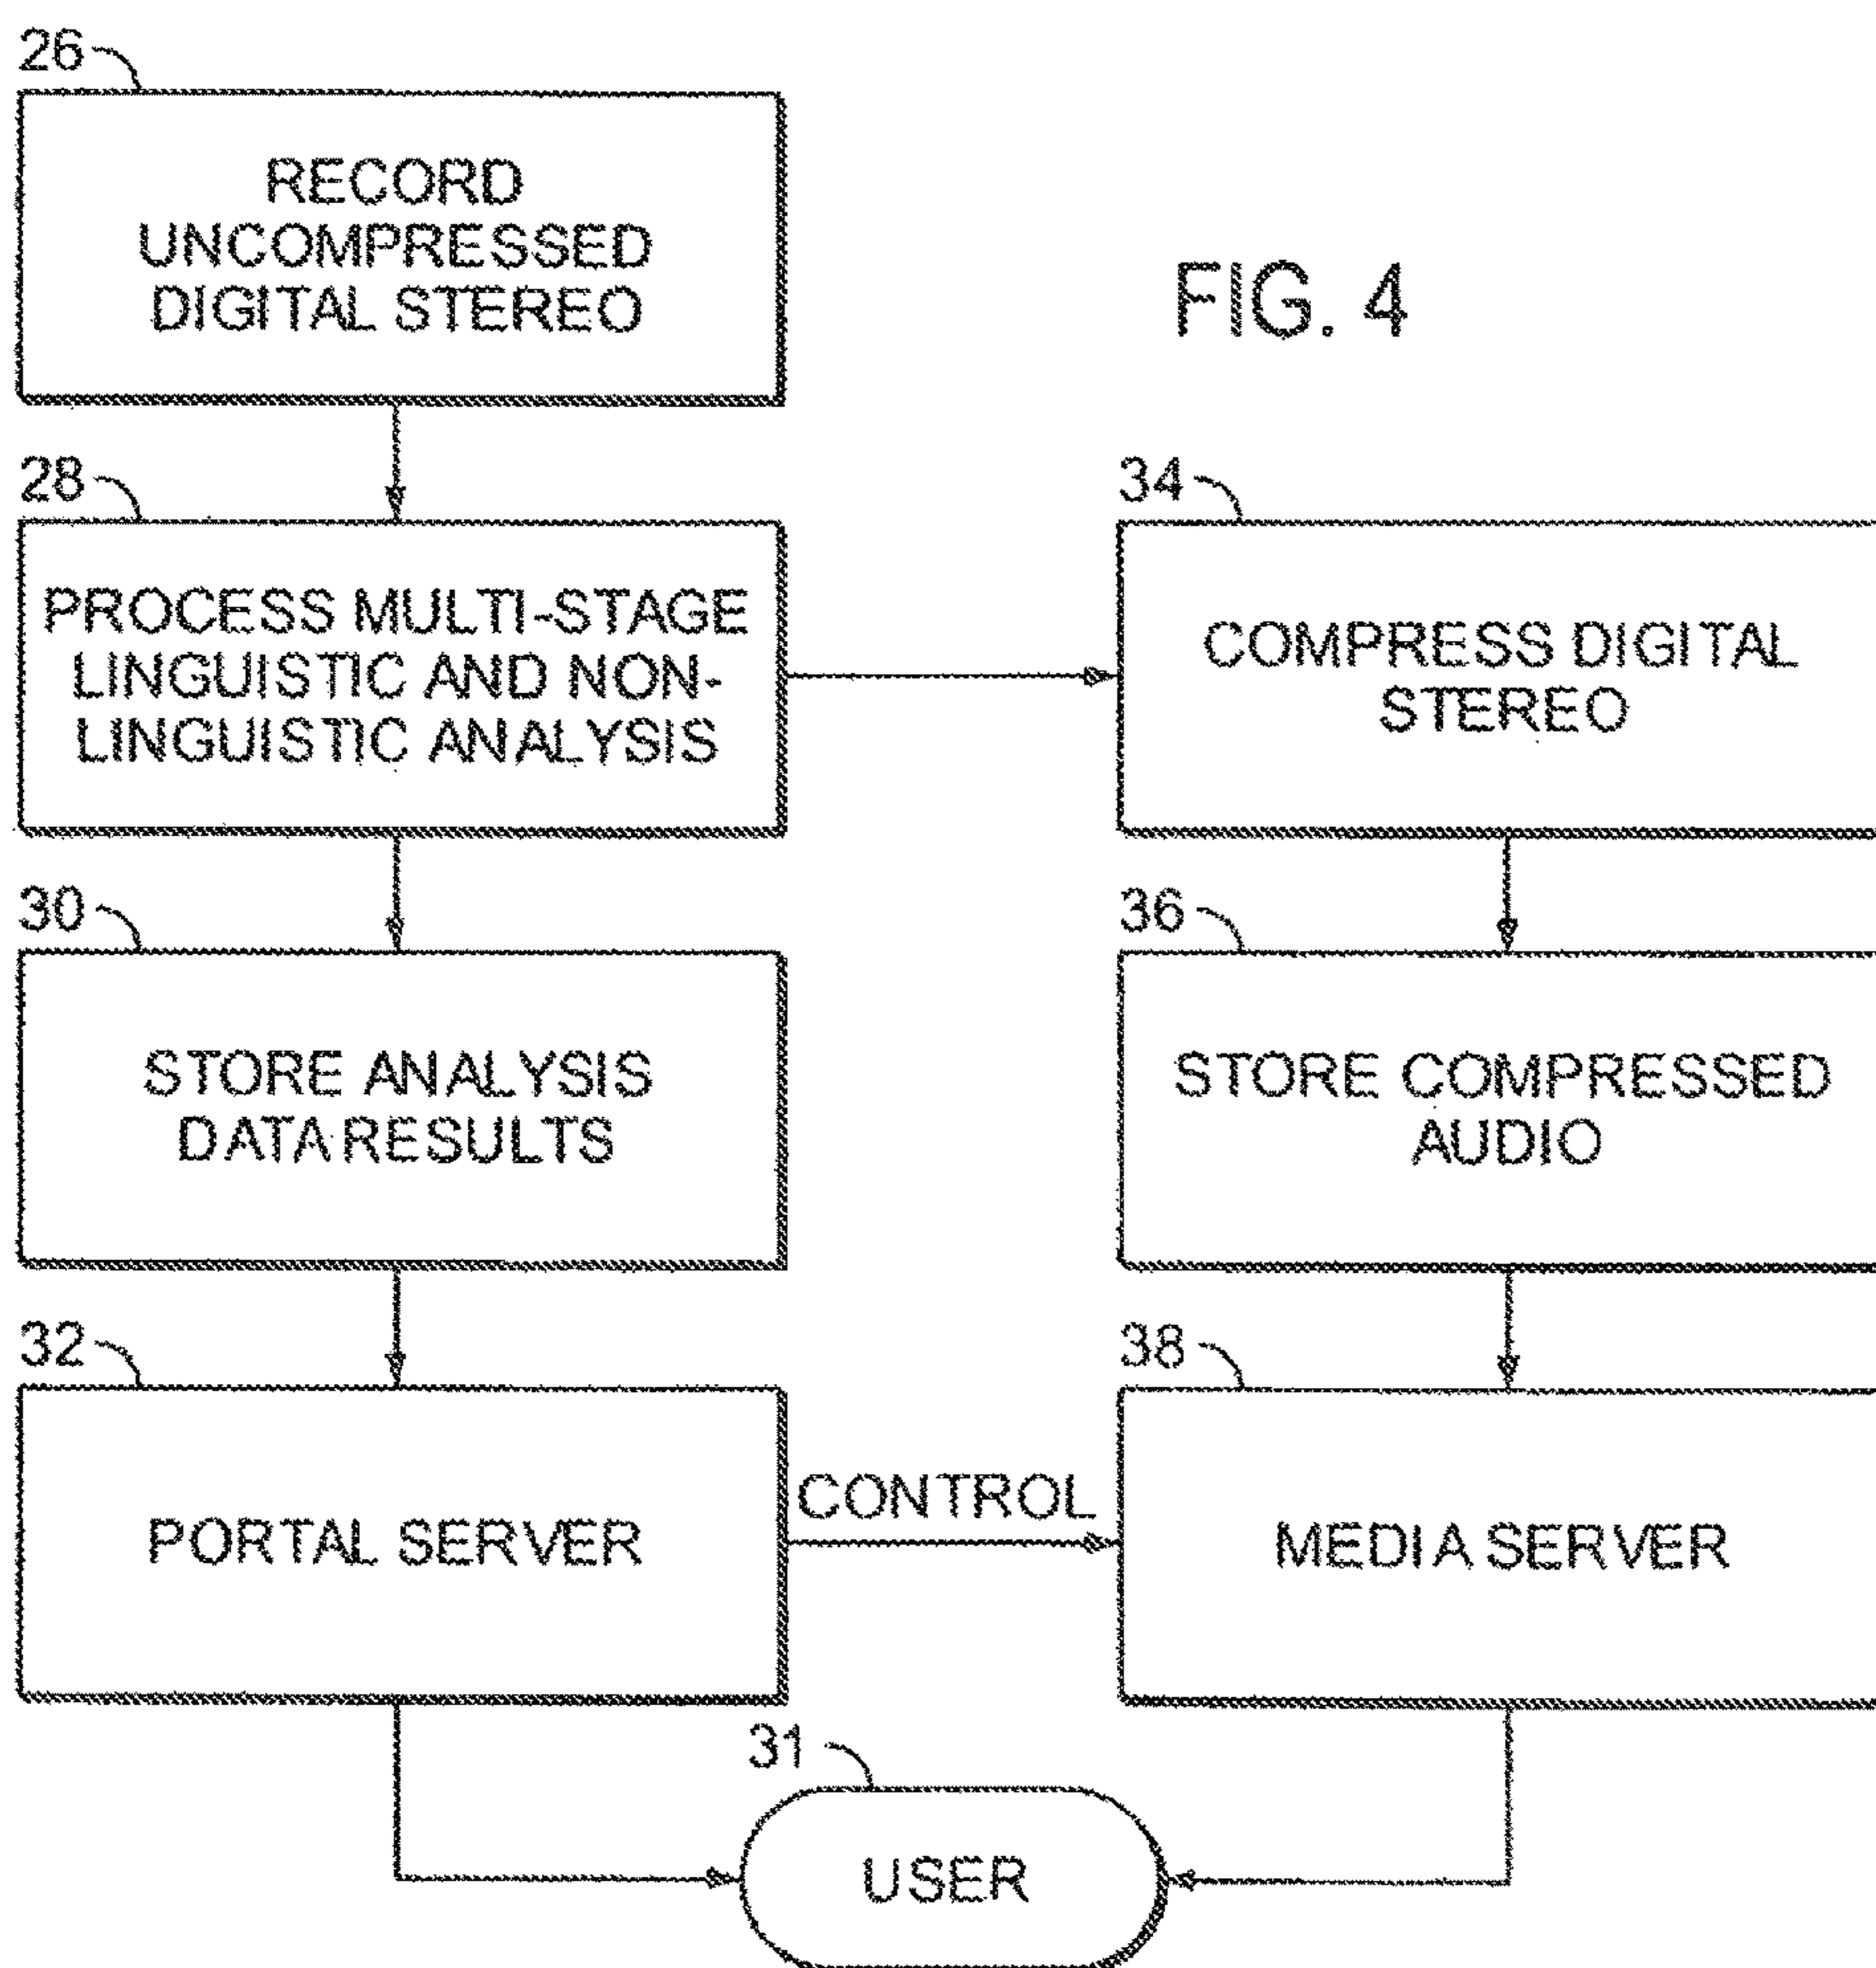 26
RECORD
UNCOMPRESSED
DIGITAL STEREO
FIG. 4
28
PROCESS MULTI-STAGE
LINGUISTIC AND NON-
LINGUISTIC ANALYSIS
34
COMPRESS DIGITAL
STEREO
30
STORE ANALYSIS
DATA RESULTS
36
STORE COMPRESSED
AUDIO
32
PORTAL SERVER
CONTROL
38
MEDIA SERVER
31
USER